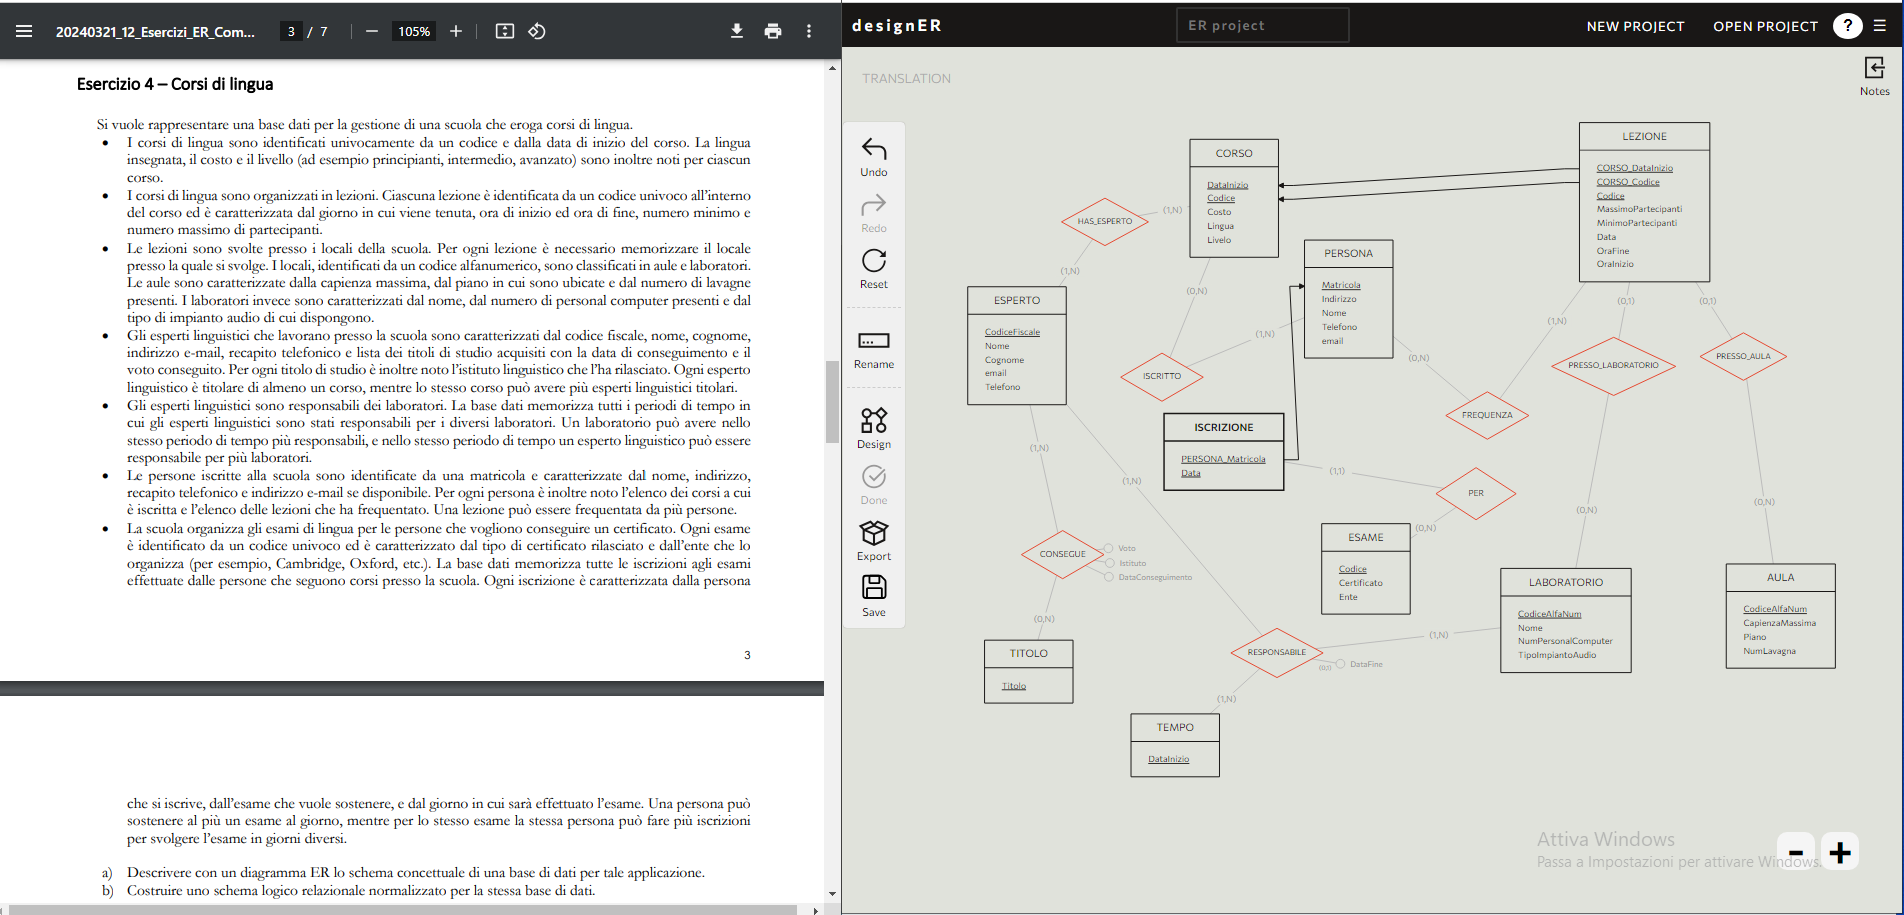 20240321_12_Esercizi_ER_Com...
3 / 7
105%
Esercizio 4 – Corsi di lingua
Si vuole rappresentare una base dati per la gestione di una scuola che eroga corsi di lingua.
• I corsi di lingua sono identificati univocamente da un codice e dalla data di inizio del corso. La lingua
insegnata, il costo e il livello (ad esempio principianti, intermedio, avanzato) sono inoltre noti per ciascun
corso.
• I corsi di lingua sono organizzati in lezioni. Ciascuna lezione è identificata da un codice univoco all'interno
del corso ed è caratterizzata dal giorno in cui viene tenuta, ora di inizio ed ora di fine, numero minimo e
numero massimo di partecipanti.
• Le lezioni sono svolte presso i locali della scuola. Per ogni lezione è necessario memorizzare il locale
presso la quale si svolge. I locali, identificati da un codice alfanumerico, sono classificati in aule e laboratori.
Le aule sono caratterizzate dalla capienza massima, dal piano in cui sono ubicate e dal numero di lavagne
presenti. I laboratori invece sono caratterizzati dal nome, dal numero di personal computer presenti e dal
tipo di impianto audio di cui dispongono.
• Gli esperti linguistici che lavorano presso la scuola sono caratterizzati dal codice fiscale, nome, cognome,
indirizzo e-mail, recapito telefonico e lista dei titoli di studio acquisiti con la data di conseguimento e il
voto conseguito. Per ogni titolo di studio è inoltre noto l'istituto linguistico che l'ha rilasciato. Ogni esperto
linguistico è titolare di almeno un corso, mentre lo stesso corso può avere più esperti linguistici titolari.
• Gli esperti linguistici sono responsabili dei laboratori. La base dati memorizza tutti i periodi di tempo in
cui gli esperti linguistici sono stati responsabili per i diversi laboratori. Un laboratorio può avere nello
stesso periodo di tempo più responsabili, e nello stesso periodo di tempo un esperto linguistico può essere
responsabile per più laboratori.
• Le persone iscritte alla scuola sono identificate da una matricola e caratterizzate dal nome, indirizzo,
recapito telefonico e indirizzo e-mail se disponibile. Per ogni persona è inoltre noto l'elenco dei corsi a cui
è iscritta e l'elenco delle lezioni che ha frequentato. Una lezione può essere frequentata da più persone.
• La scuola organizza gli esami di lingua per le persone che vogliono conseguire un certificato. Ogni esame
è identificato da un codice univoco ed è caratterizzato dal tipo di certificato rilasciato e dall'ente che lo
organizza (per esempio, Cambridge, Oxford, etc.). La base dati memorizza tutte le iscrizioni agli esami
effettuate dalle persone che seguono corsi presso la scuola. Ogni iscrizione è caratterizzata dalla persona
3
che si iscrive, dall'esame che vuole sostenere, e dal giorno in cui sarà effettuato l'esame. Una persona può
sostenere al più un esame al giorno, mentre per lo stesso esame la stessa persona può fare più iscrizioni
per svolgere l'esame in giorni diversi.
a) Descrivere con un diagramma ER lo schema concettuale di una base di dati per tale applicazione.
b) Costruire uno schema logico relazionale normalizzato per la stessa base di dati.
designER
ER project
NEW PROJECT
OPEN PROJECT
?
TRANSLATION
Notes
Undo
Redo
Reset
Rename
Design
Done
Export
Save
CORSO
DataInizio
Codice
Costo
Lingua
Livelo
LEZIONE
CORSO_DataInizio
CORSO_Codice
Codice
MassimoPartecipanti
MinimoPartecipanti
Data
OraFine
OraInizio
HAS_ESPERTO
(1,N)
(1,N)
PERSONA
Matricola
Indirizzo
Nome
Telefono
email
ESPERTO
CodiceFiscale
Nome
Cognome
email
Telefono
(0,N)
(1,N)
ISCRITTO
(0,N)
(1,N)
FREQUENZA
(0,1)
PRESSO_LABORATORIO
(0,N)
(0,1)
PRESSO_AULA
(0,N)
ISCRIZIONE
PERSONA_Matricola
Data
(1,1)
PER
(0,N)
ESAME
Codice
Certificato
Ente
(1,N)
(1,N)
CONSEGUE
Voto
Istituto
DataConseguimento
(0,N)
TITOLO
Titolo
RESPONSABILE
(1,N)
(0,1)
DataFine
(1,N)
TEMPO
DataInizio
LABORATORIO
CodiceAlfaNum
Nome
NumPersonalComputer
TipoImpiantoAudio
AULA
CodiceAlfaNum
CapienzaMassima
Piano
NumLavagna
Attiva Windows
Passa a Impostazioni per attivare Windows.
- +